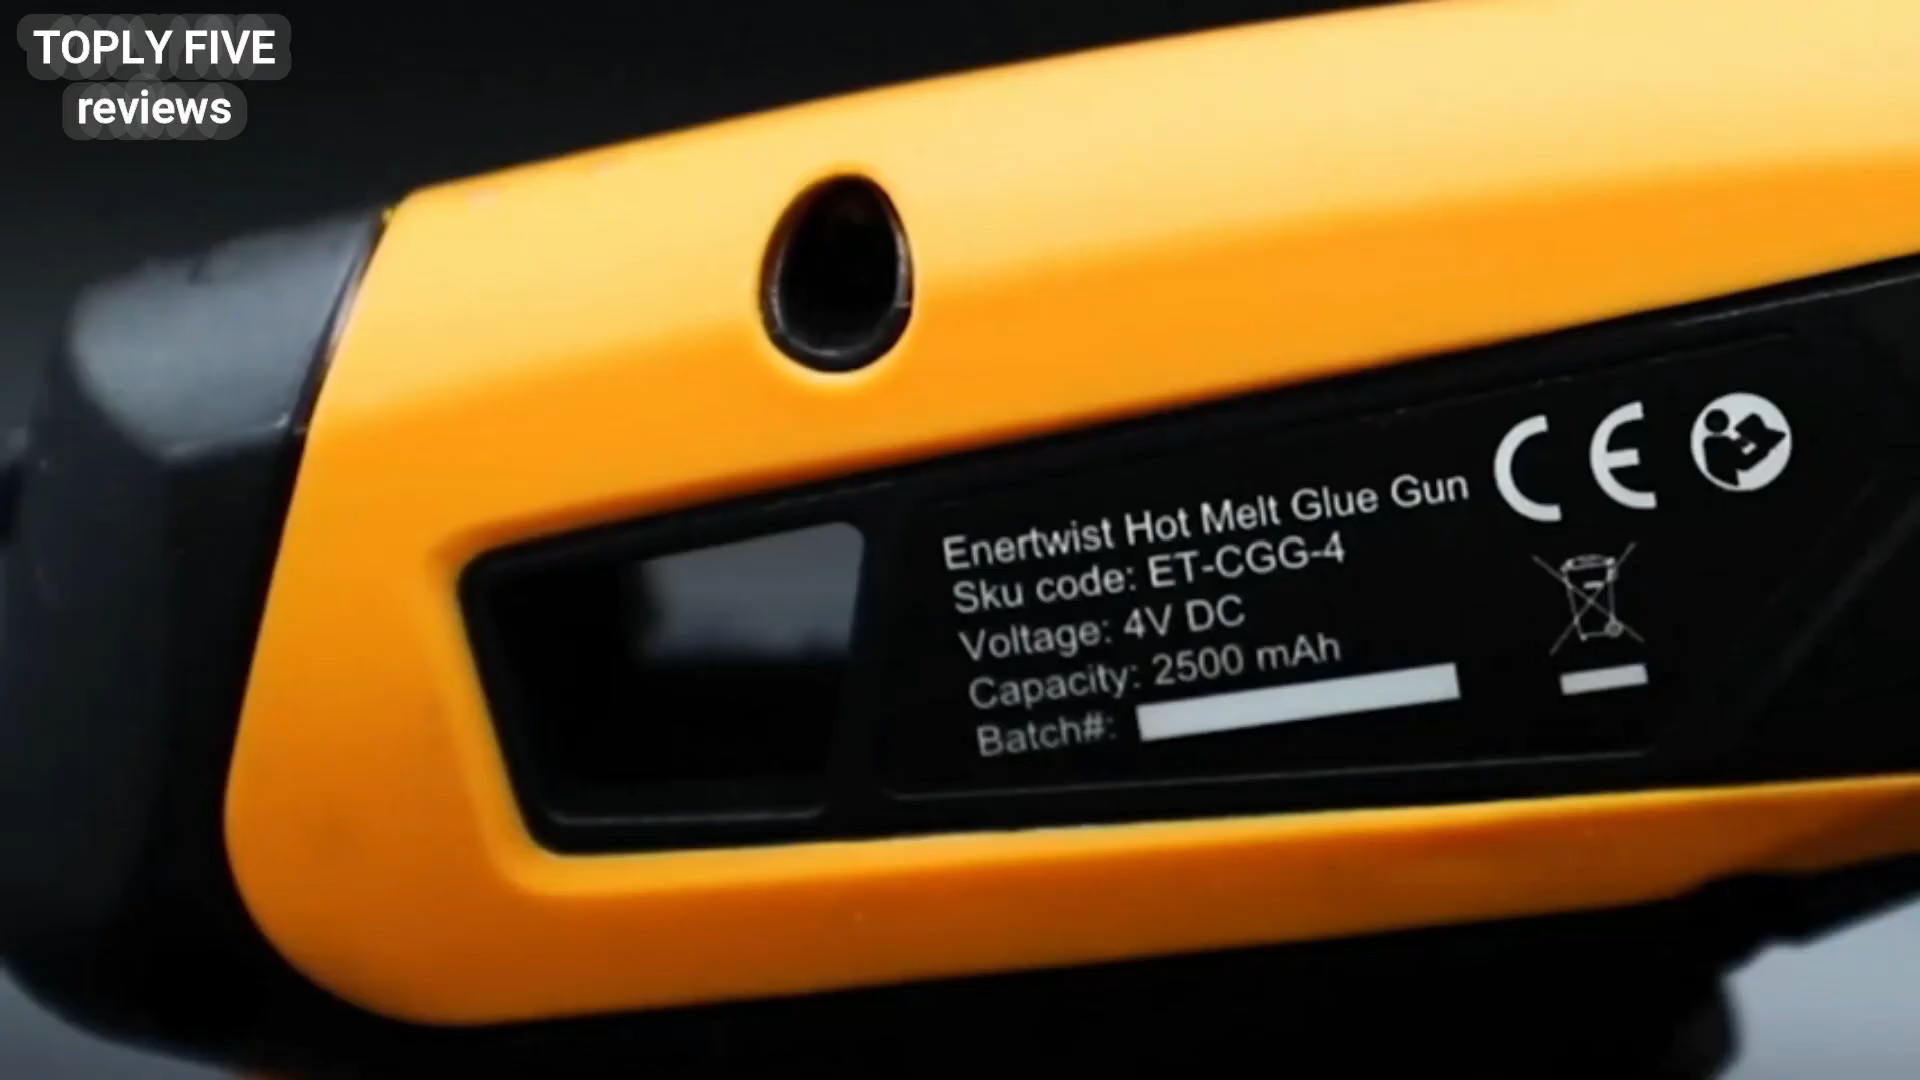 TOPLY FIVE
reviews
Enertwist Hot Melt Glue Gun
Sku code: ET-CGG-4
Voltage: 4V DC
Capacity: 2500 mAh
Batch#:
CE